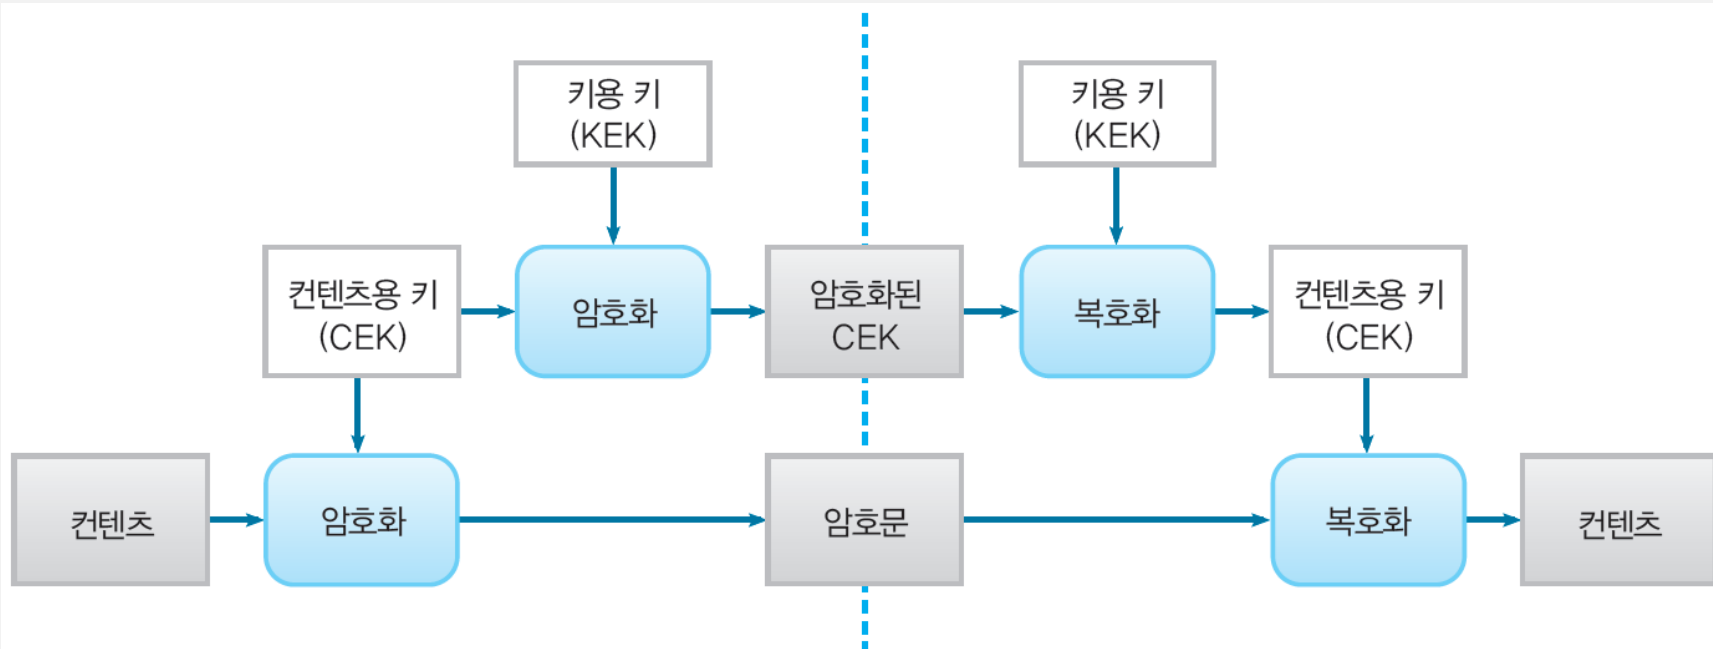 키용 키
(KEK)
키용 키
(KEK)
컨텐츠용 키
(CEK)
암호화
암호화된
CEK
복호화
컨텐츠용 키
(CEK)
컨텐츠
암호화
암호문
복호화
컨텐츠